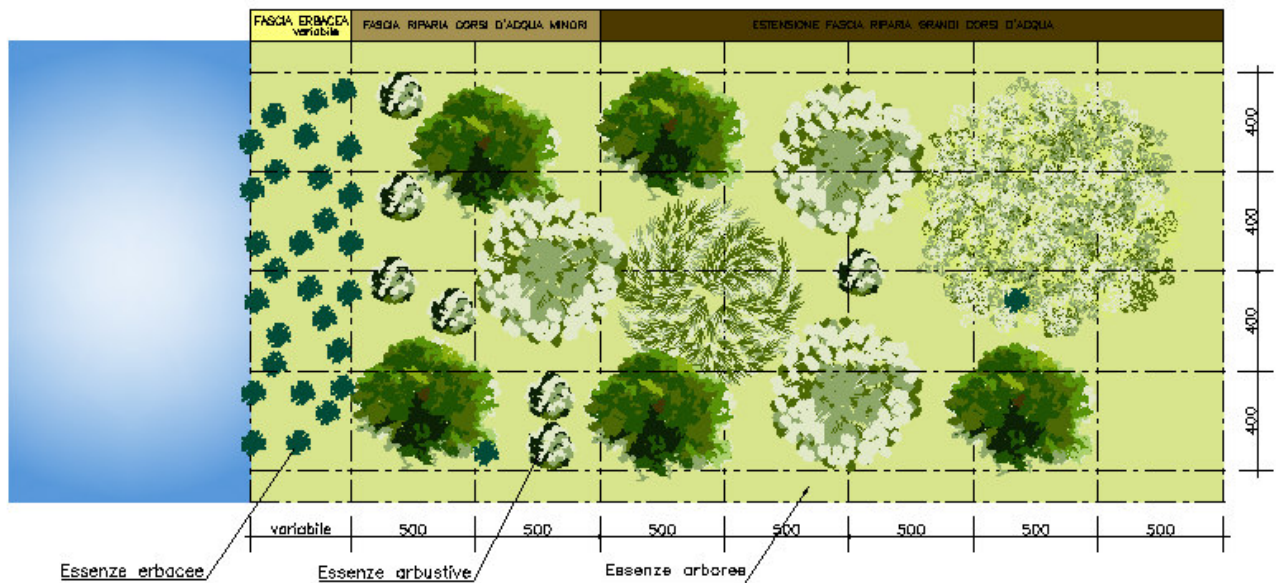 FASCIA ERBACEA
variabile
FASCIA RIPARIA CORSI D'ACQUA MINORI
ESTENSIONE FASCIA RIPARIA GRANDI CORSI D'ACQUA
400
400
400
400
variabile 500 500 500 500 500 500 500
Essenze erbacee
Essenze arbustive
Essenze arboree